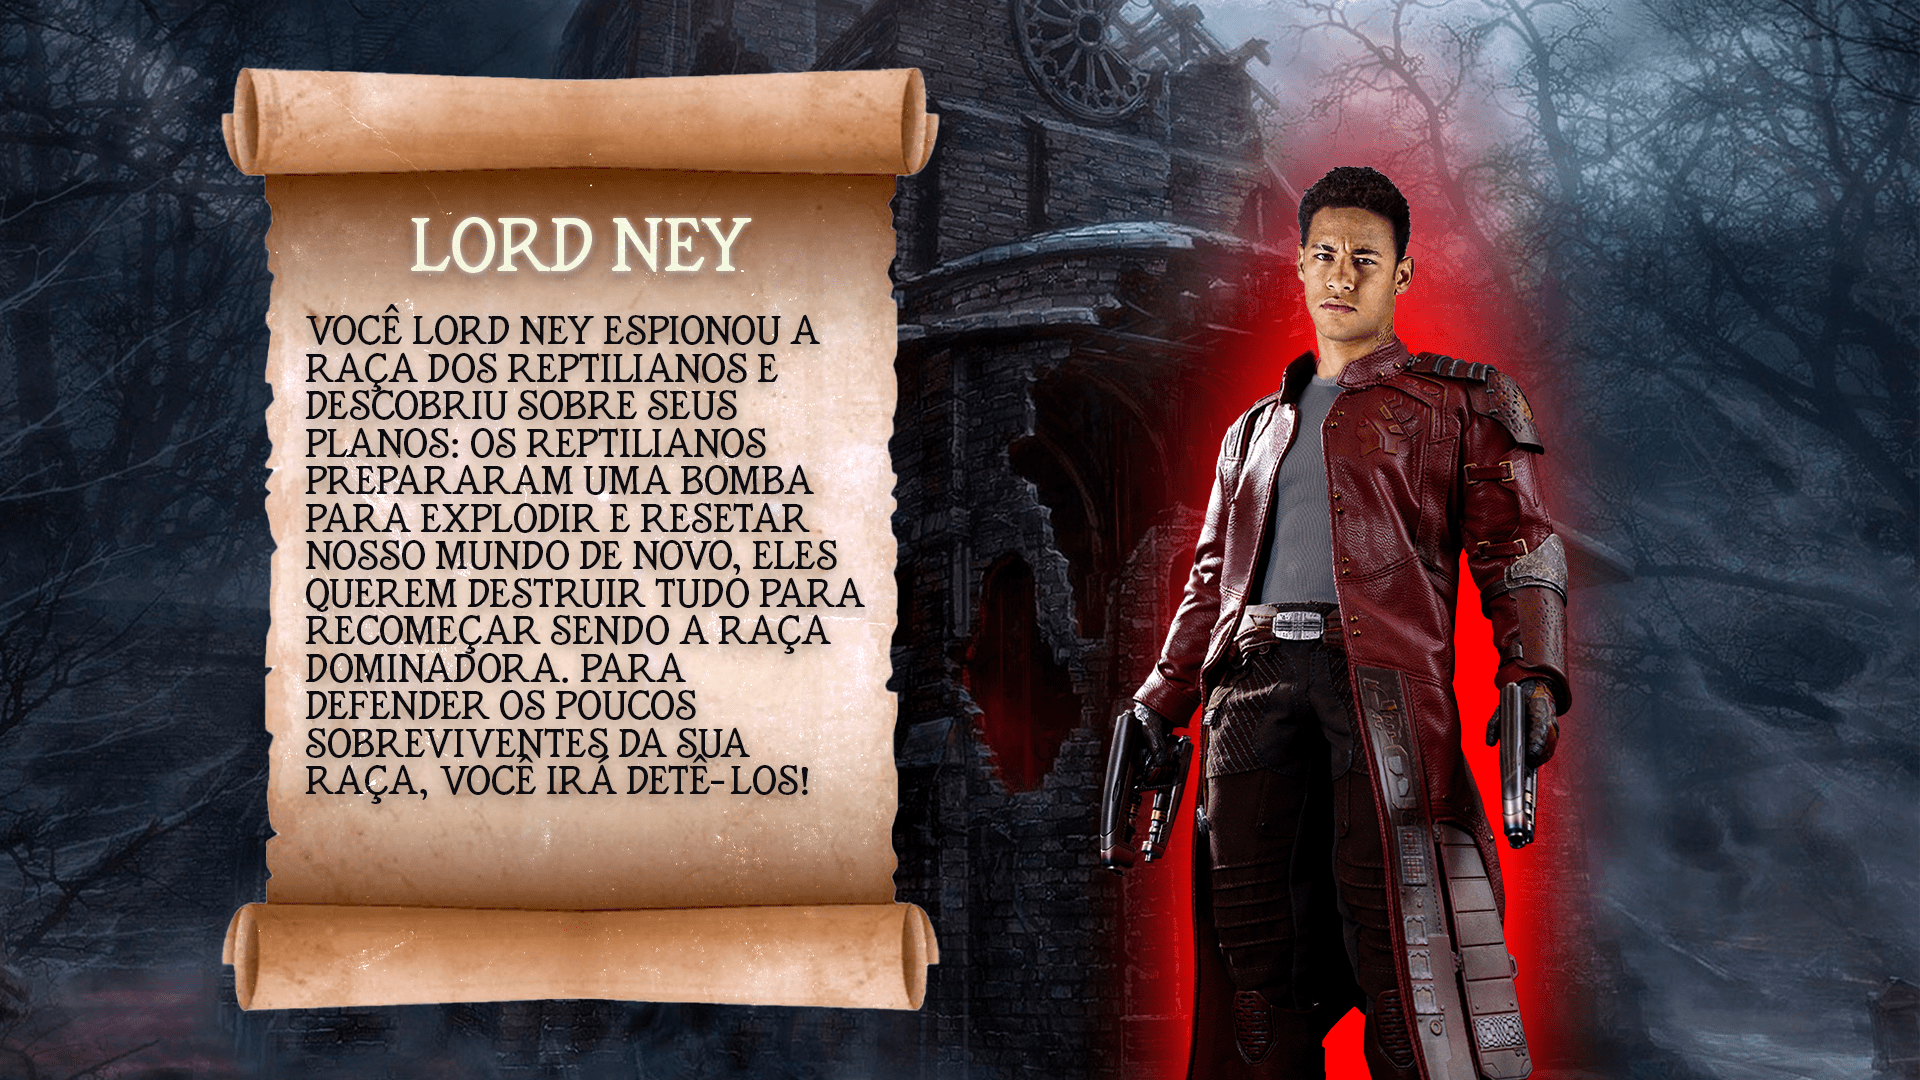 LORD NEY
VOCÊ LORD NEY ESPIONOU A
RAÇA DOS REPTILIANOS E
DESCOBRIU SOBRE SEUS
PLANOS: OS REPTILIANOS
PREPARARAM UMA BOMBA
PARA EXPLODIR E RESETAR
NOSSO MUNDO DE NOVO, ELES
QUEREM DESTRUIR TUDO PARA
RECOMEÇAR SENDO A RAÇA
DOMINADORA. PARA
DEFENDER OS POUCOS
SOBREVIVENTES DA SUA
RAÇA, VOCÊ IRÁ DETÊ-LOS!